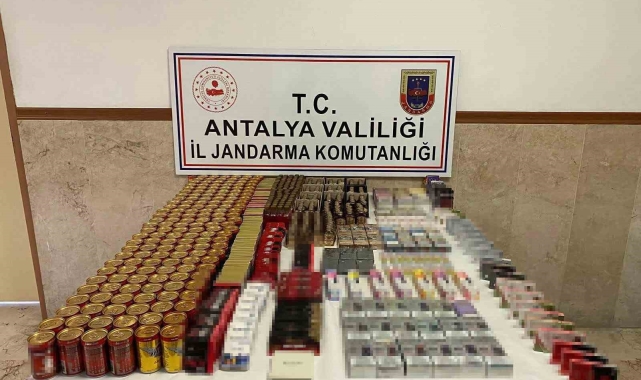 T.C.
ANTALYA VALİLİĞİ
İL JANDARMA KOMUTANLIĞI